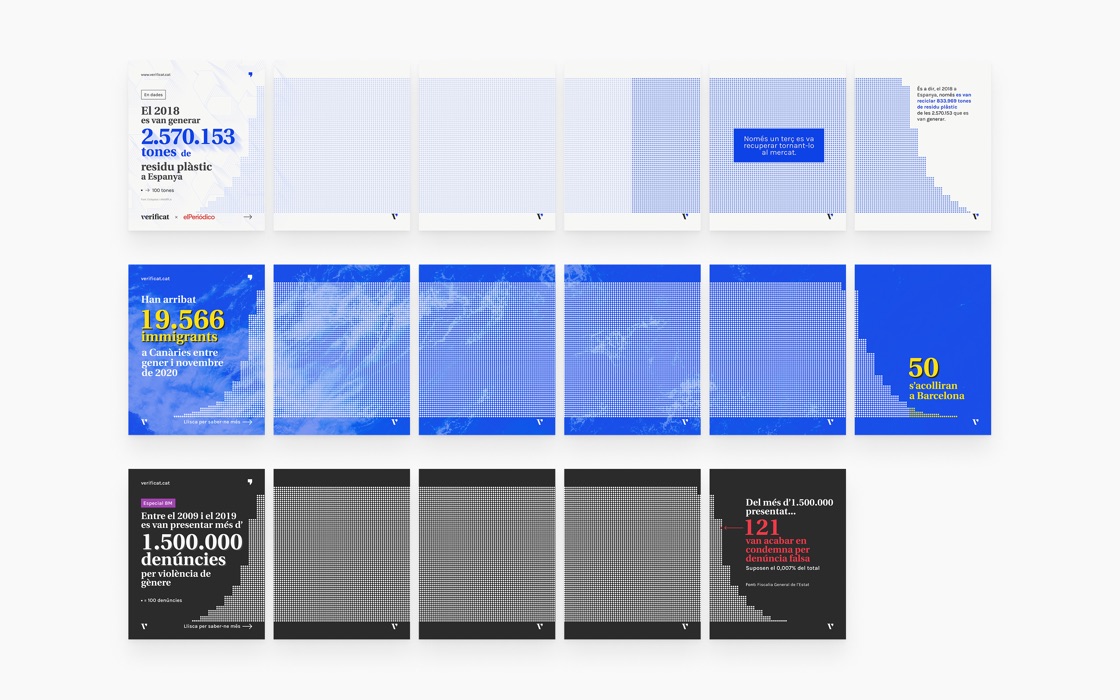 www.verificat.cat
En dades
El 2018
es van generar
2.570.153
tones de
residu plàstic
a Espanya
• → 100 tones
verificat × elPeriódico →
Només un terç es va
recuperar tornant-lo
al mercat.
És a dir, el 2018 a
Espanya, només es van
reciclar 833.969 tones
de residu plàstic
de les 2.570.153 que es
van generar.
verificat.cat
Han arribat
19.566
immigrants
a Canàries entre
gener i novembre
de 2020
Llisca per saber-ne més →
50
s'acolliran
a Barcelona
verificat.cat
Especial 8M
Entre el 2009 i el 2019
es van presentar més d'
1.500.000
denúncies
per violència de
gènere
• = 100 denúncies
Llisca per saber-ne més →
Del més d'1.500.000
presentat...
121
van acabar en
condemna per
denúncia falsa
Suposen el 0,007% del total
Font: Fiscalia General de l'Estat